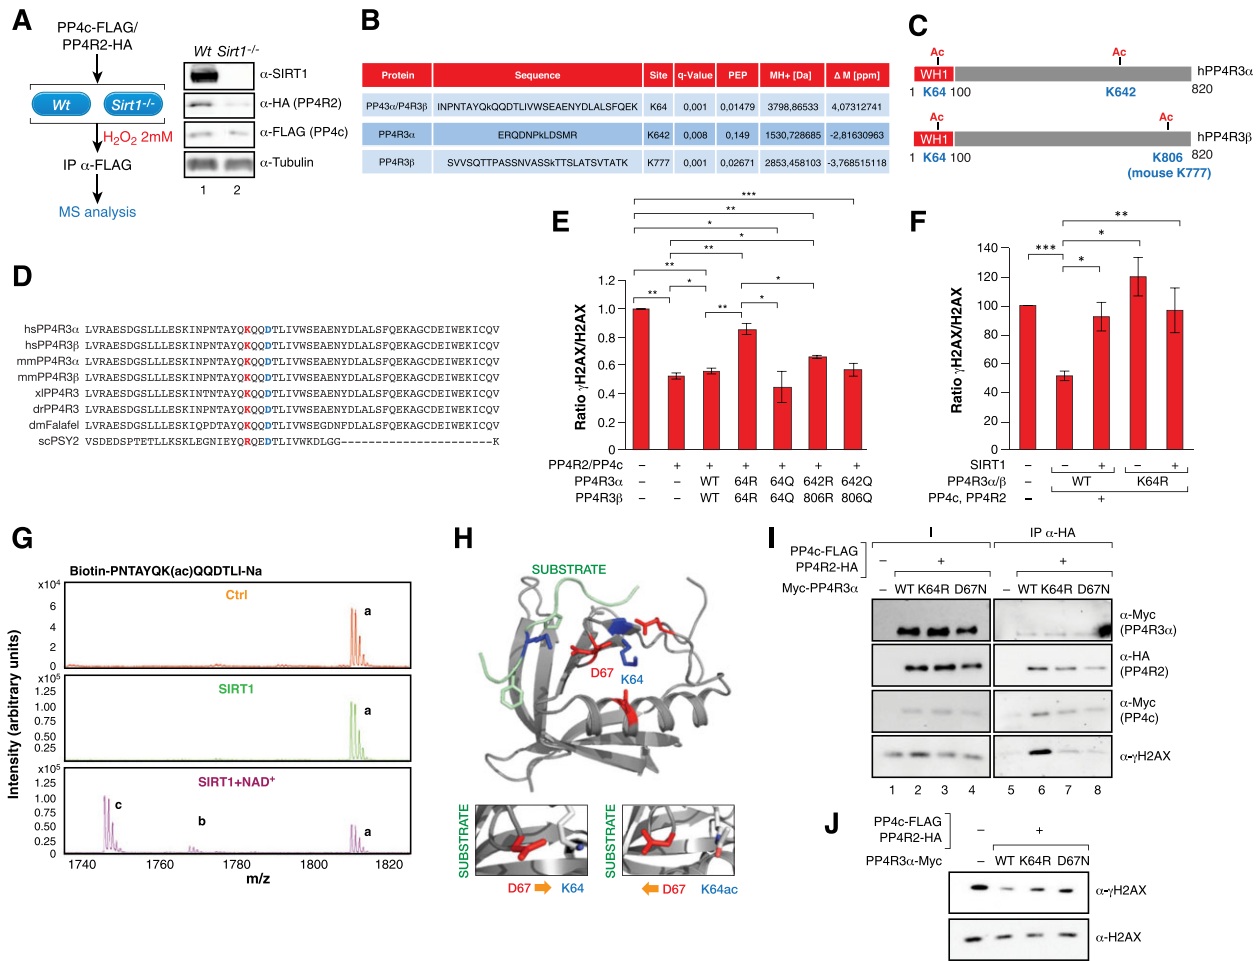 A
PP4c-FLAG/
PP4R2-HA
Wt
Sirt1-/-
H2O2 2mM
IP α-FLAG
MS analysis
Wt Sirt1-/-
α-SIRT1
α-HA (PP4R2)
α-FLAG (PP4c)
α-Tubulin
1 2
B
Protein Sequence Site q-Value PEP MH+ [Da] Δ M [ppm]
PP43α/P4R3β INPNTAYQkQQDTLIVWSEAENYDLALSFQEK K64 0,001 0,01479 3798,86533 4,07312741
PP4R3α ERQDNPkLDSMR K642 0,008 0,149 1530,728685 -2,81630963
PP4R3β SVVSQTTPASSNVASSkTTSLATSVTATK K777 0,001 0,02671 2853,458103 -3,768515118
C
Ac Ac
WH1 hPP4R3α
1 K64 100 K642 820
Ac Ac
WH1 hPP4R3β
1 K64 100 K806 820
(mouse K777)
D
hsPP4R3α LVRAESDGSLLLESKINPNTAYQKQQDTLIVWSEAENYDLALSFQEKAGCDEIWEKICQV
hsPP4R3β LVRAESDGSLLLESKINPNTAYQKQQDTLIVWSEAENYDLALSFQEKAGCDEIWEKICQV
mmPP4R3α LVRAESDGSLLLESKINPNTAYQKQQDTLIVWSEAENYDLALSFQEKAGCDEIWEKICQV
mmPP4R3β LVRAESDGSLLLESKINPNTAYQKQQDTLIVWSEAENYDLALSFQEKAGCDEIWEKICQV
xlPP4R3 LVRAESDGSLLLESKINPNTAYQKQQDTLIVWSEAENYDLALSFQEKAGCDEIWEKICQV
drPP4R3 LVRAESDGSLLLESKINPNTAYQKQQDTLIVWSEAENYDLALSFQEKAGCDEIWEKICQV
dmFalafel LVRAESDGSLLLESKIQPDTAYQKQQDTLIVWSEGDNFDLALSFQEKAGCDEIWEKICQV
scPSY2 VSDEDSPTETLLKSKLEGNIEYQRQEDTLIVWKDLGG----------------------K
E
Ratio γH2AX/H2AX
1.2
1.0
0.8
0.6
0.4
0.2
0
***
**
*
*
**
**
*
*
**
*
**
PP4R2/PP4c – + + + + + +
PP4R3α – – WT 64R 64Q 642R 642Q
PP4R3β – – WT 64R 64Q 806R 806Q
F
Ratio γH2AX/H2AX
140
120
100
80
60
40
20
0
**
*
***
*
SIRT1 – – + – +
PP4R3α/β – WT K64R
PP4c, PP4R2 – +
G
Biotin-PNTAYQK(ac)QQDTLI-Na
Intensity (arbitrary units)
x10⁴
6
4
2
0
Ctrl
a
x10⁵
1.00
0.75
0.50
0.25
SIRT1
a
x10⁵
1.25
1.00
0.75
0.50
0.25
0
SIRT1+NAD⁺
c
b
a
1740 1760 1780 1800 1820
m/z
H
SUBSTRATE
D67
K64
SUBSTRATE
D67 K64
SUBSTRATE
D67 K64ac
I
I IP α-HA
PP4c-FLAG
PP4R2-HA
– + +
Myc-PP4R3α – WT K64R D67N – WT K64R D67N
α-Myc
(PP4R3α)
α-HA
(PP4R2)
α-Myc
(PP4c)
α-γH2AX
1 2 3 4 5 6 7 8
J
PP4c-FLAG
PP4R2-HA
– +
PP4R3α-Myc – WT K64R D67N
α-γH2AX
α-H2AX